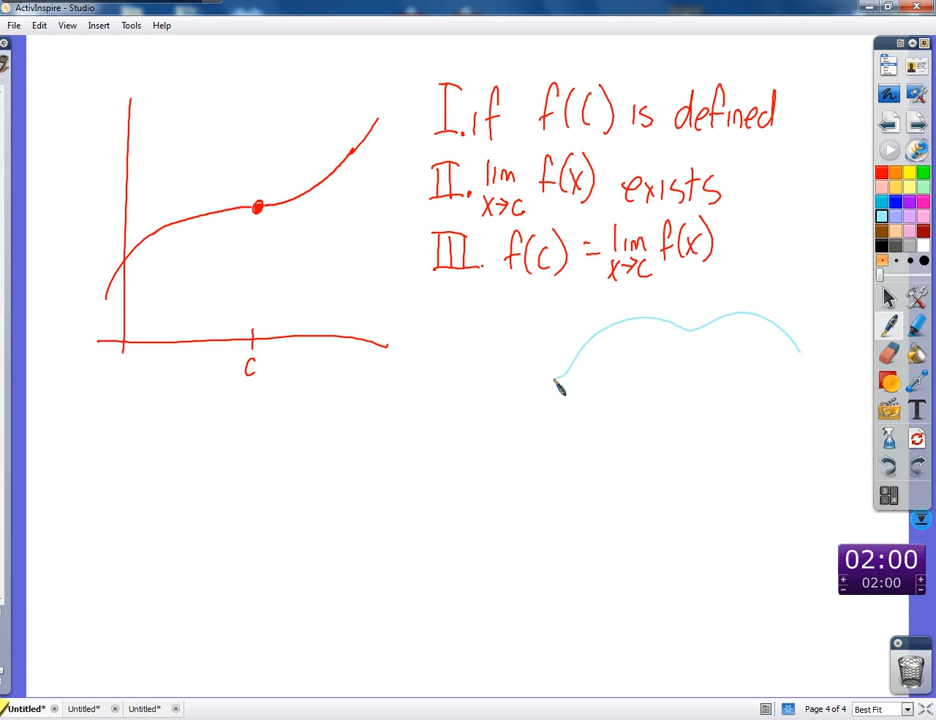 ActivInspire - Studio
File Edit View Insert Tools Help
I. if f(c) is defined
II. lim f(x) exists
x→c
III. f(c) = lim f(x)
x→c
c
02:00
02:00
Untitled* Untitled* Untitled* Page 4 of 4 Best Fit